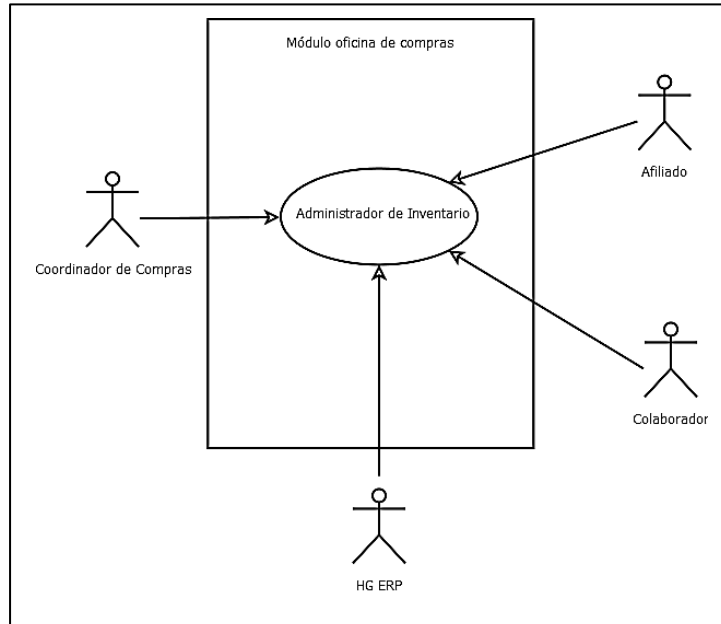 Módulo oficina de compras
Afiliado
Administrador de Inventario
Coordinador de Compras
Colaborador
HG ERP